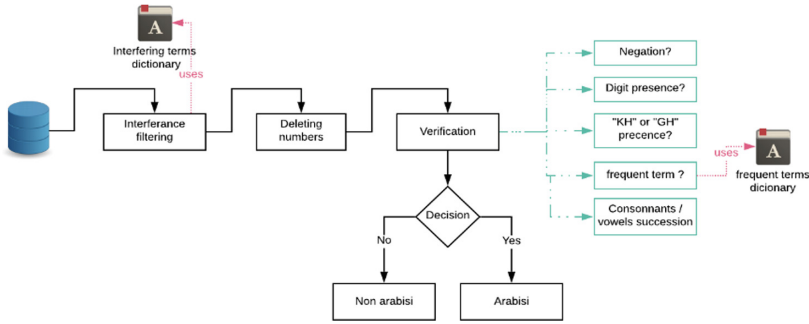 A
Interfering terms
dictionary
uses
Interferance
filtering
Deleting
numbers
Verification
Negation?
Digit presence?
"KH" or "GH"
precence?
frequent term ?
Consonnants /
vowels succession
uses
A
frequent terms
dictionary
Decision
No
Yes
Non arabisi
Arabisi